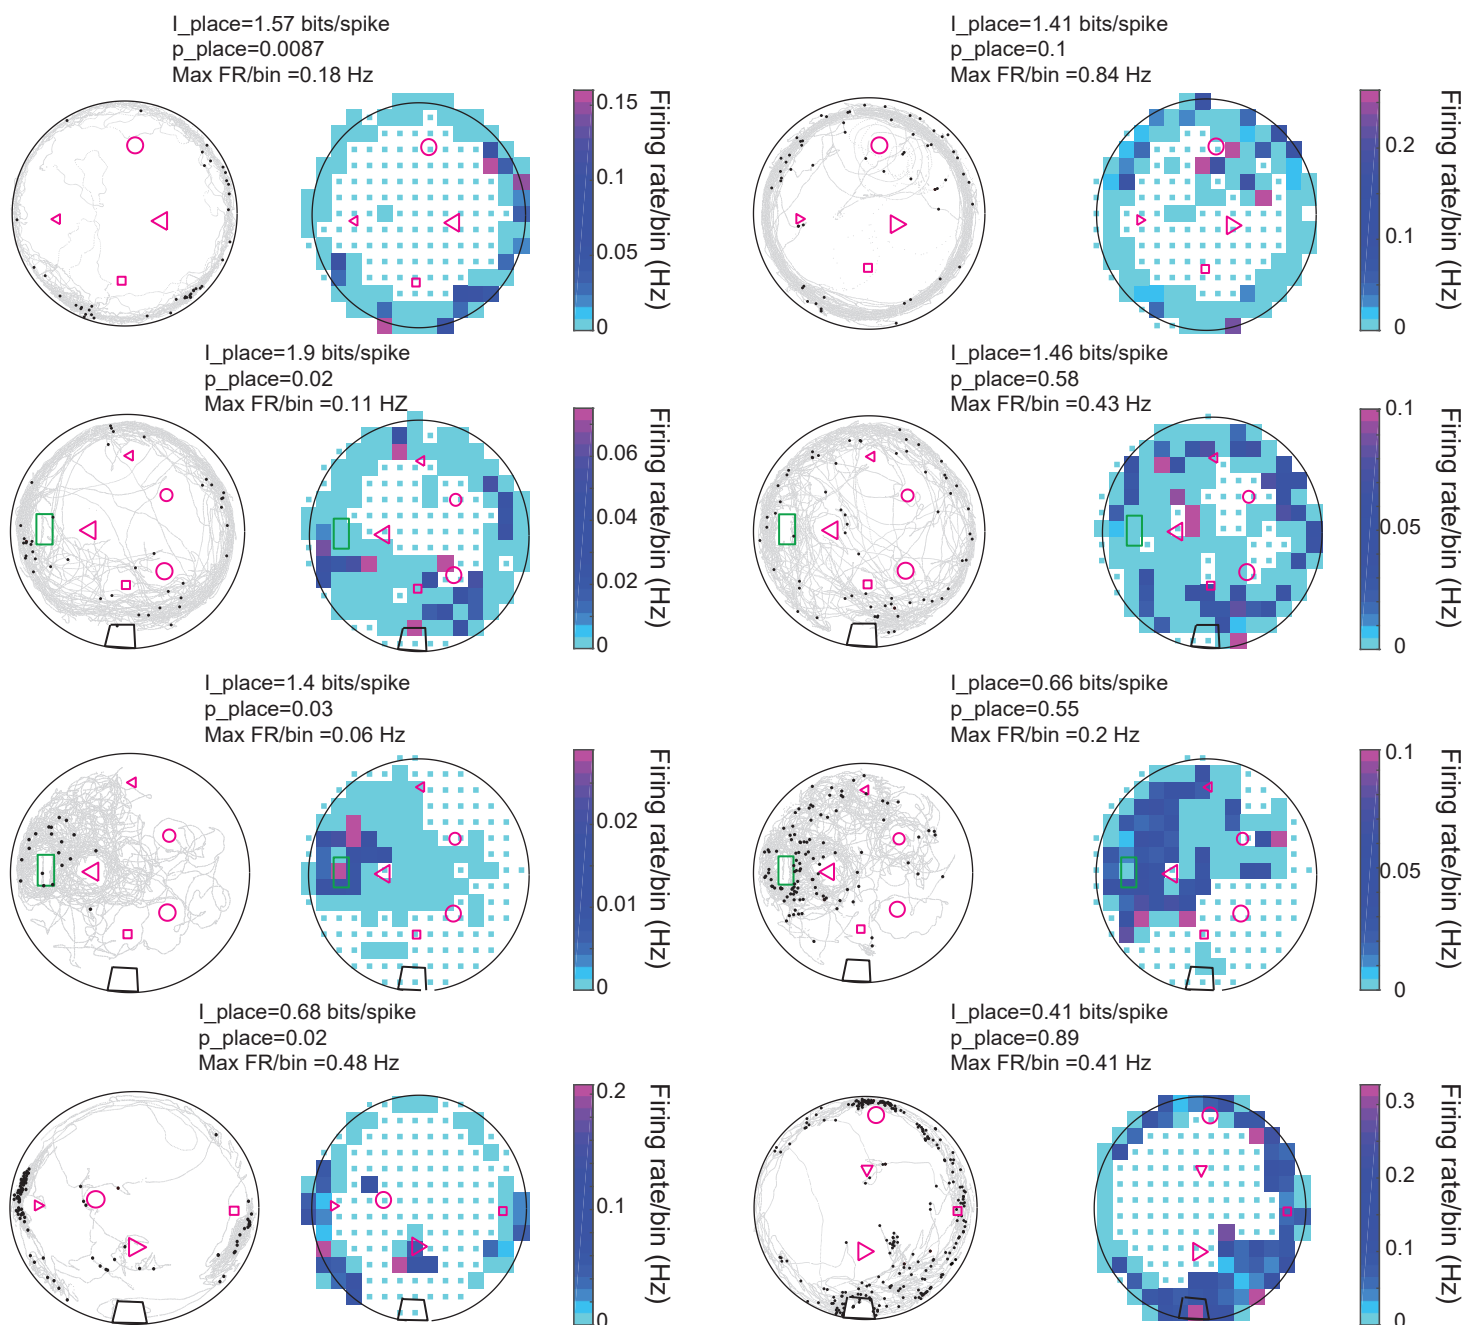 I_place=1.57 bits/spike
p_place=0.0087
Max FR/bin =0.18 Hz
0.15
0.1
0.05
0
Firing rate/bin (Hz)
I_place=1.41 bits/spike
p_place=0.1
Max FR/bin =0.84 Hz
0.2
0.1
0
Firing rate/bin (Hz)
I_place=1.9 bits/spike
p_place=0.02
Max FR/bin =0.11 HZ
0.06
0.04
0.02
0
Firing rate/bin (Hz)
I_place=1.46 bits/spike
p_place=0.58
Max FR/bin =0.43 Hz
0.1
0.05
0
Firing rate/bin (Hz)
I_place=1.4 bits/spike
p_place=0.03
Max FR/bin =0.06 Hz
0.02
0.01
0
Firing rate/bin (Hz)
I_place=0.66 bits/spike
p_place=0.55
Max FR/bin =0.2 Hz
0.1
0.05
0
Firing rate/bin (Hz)
I_place=0.68 bits/spike
p_place=0.02
Max FR/bin =0.48 Hz
0.2
0.1
0
Firing rate/bin (Hz)
I_place=0.41 bits/spike
p_place=0.89
Max FR/bin =0.41 Hz
0.3
0.2
0.1
0
Firing rate/bin (Hz)